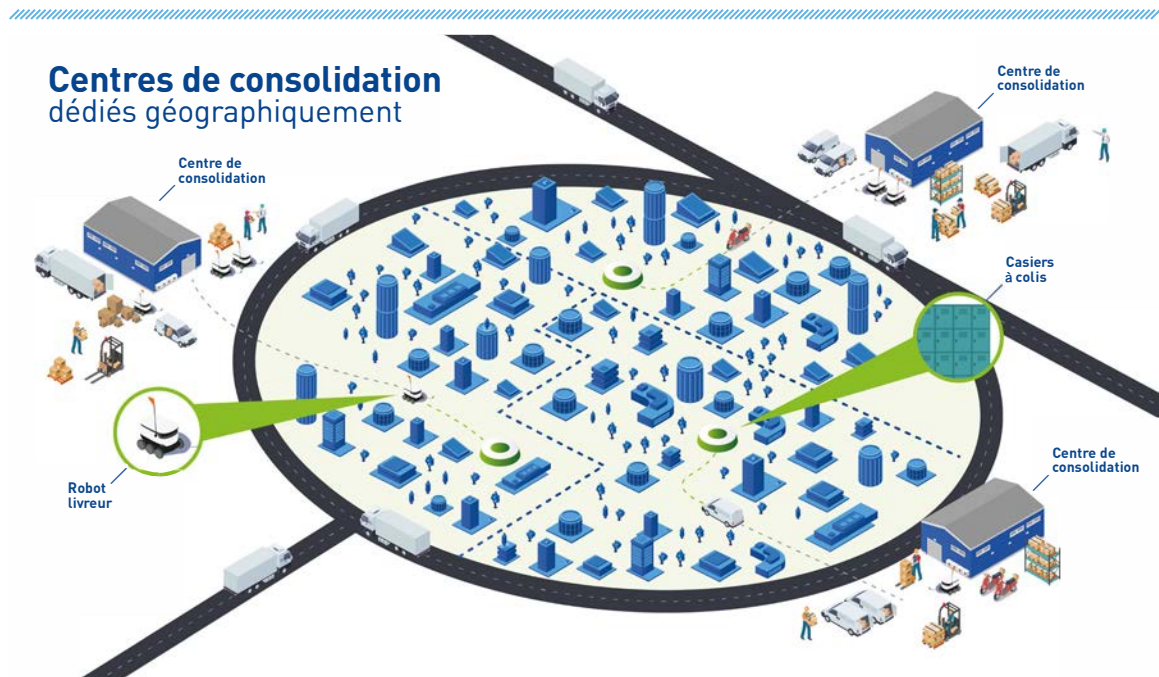 Centres de consolidation
dédiés géographiquement
Centre de
consolidation
Centre de
consolidation
Casiers
à colis
Robot
livreur
Centre de
consolidation